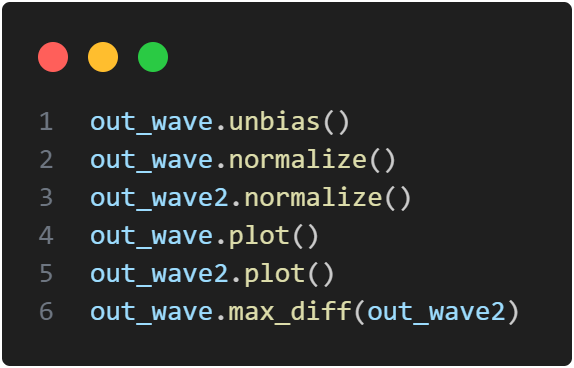 1 out_wave.unbias()
2 out_wave.normalize()
3 out_wave2.normalize()
4 out_wave.plot()
5 out_wave2.plot()
6 out_wave.max_diff(out_wave2)